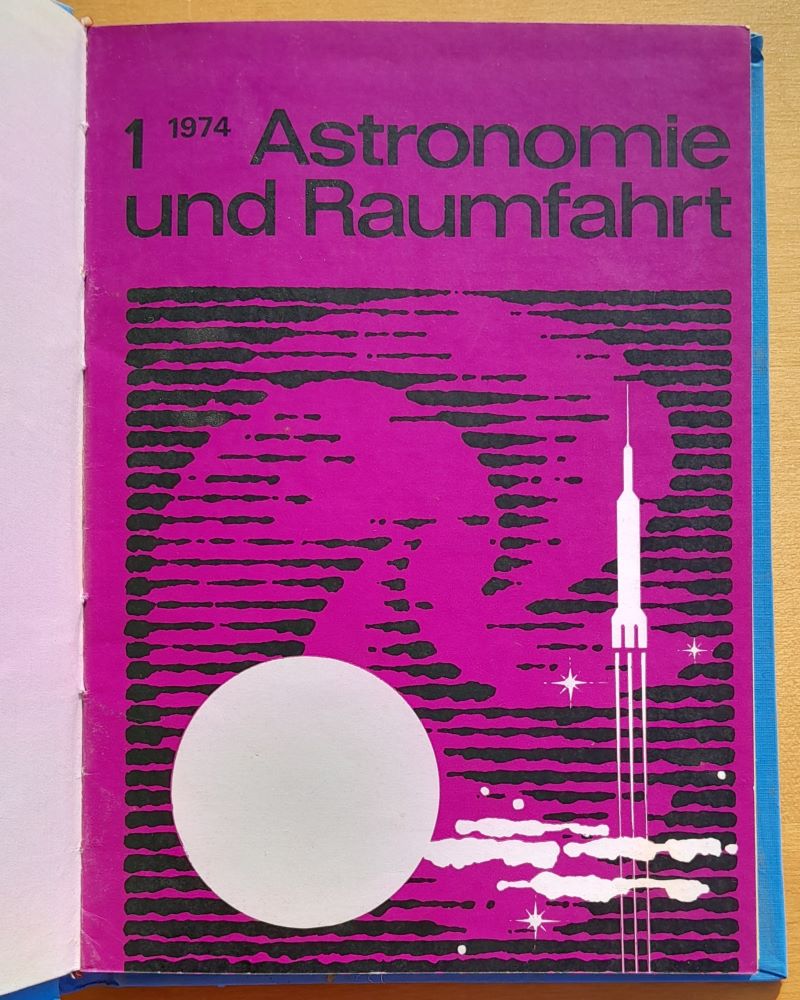 1 1974 Astronomie
und Raumfahrt